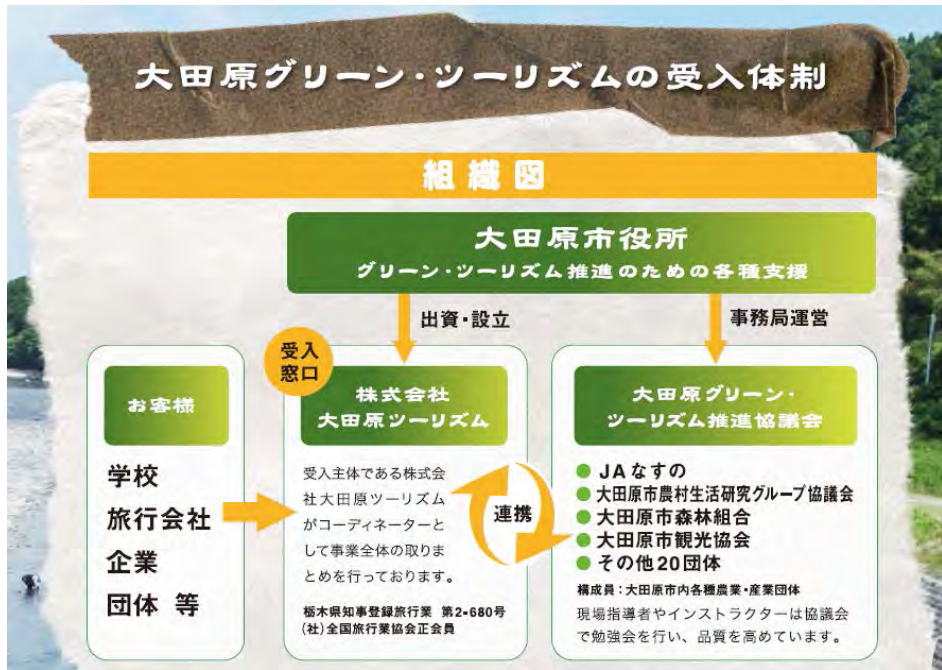 大田原グリーン・ツーリズムの受入体制
組織図
大田原市役所
グリーン・ツーリズム推進のための各種支援
出資・設立
事務局運営
お客様
学校
旅行会社
企業
団体 等
受入
窓口
株式会社
大田原ツーリズム
受入主体である株式会
社大田原ツーリズム
がコーディネーターと
して事業全体の取りま
とめを行っております。
栃木県知事登録旅行業 第2-680号
(社)全国旅行業協会正会員
連携
大田原グリーン・
ツーリズム推進協議会
● JAなすの
● 大田原市農村生活研究グループ協議会
● 大田原市森林組合
● 大田原市観光協会
● その他20団体
構成員:大田原市内各種農業・産業団体
現場指導者やインストラクターは協議会
で勉強会を行い、品質を高めています。